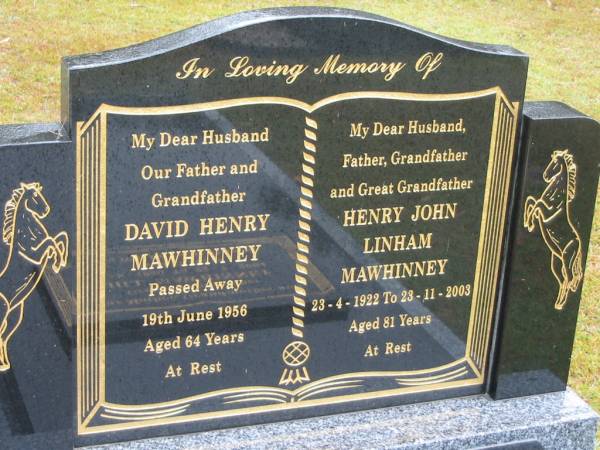 In Loving Memory Of
My Dear Husband
Our Father and
Grandfather
DAVID HENRY
MAWHINNEY
Passed Away
19th June 1956
Aged 64 Years
At Rest
My Dear Husband,
Father, Grandfather
and Great Grandfather
HENRY JOHN
LINHAM
MAWHINNEY
23-4-1922 To 23-11-2003
Aged 81 Years
At Rest